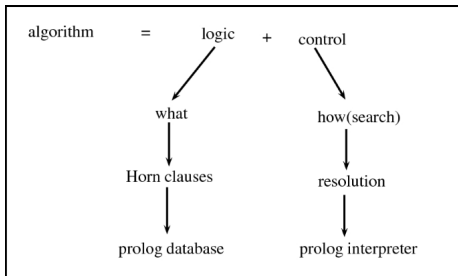 algorithm = logic + control
what how(search)
Horn clauses resolution
prolog database prolog interpreter